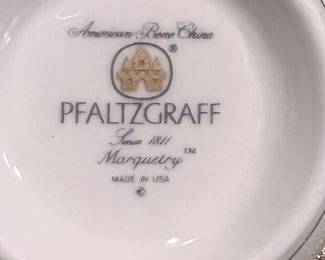 American Bone China
®
PFALTZGRAFF
Since 1811
Marquetry™
MADE IN USA